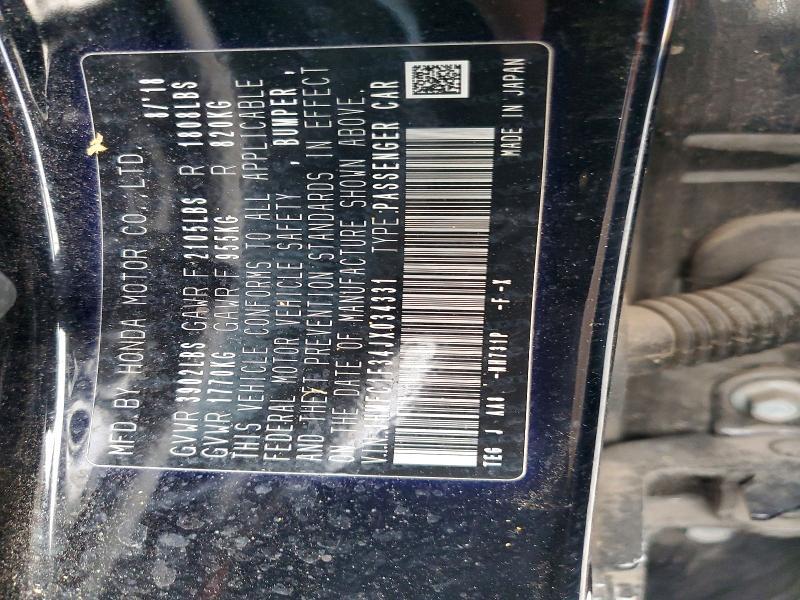 MFD BY HONDA MOTOR CO.,LTD. 8/'18
GVWR 3902LBS GAWR F 2105LBS R 1808LBS
GVWR 1770KG GAWR F 955KG R 820KG
THIS VEHICLE CONFORMS TO ALL APPLICABLE
FEDERAL MOTOR VEHICLE SAFETY , BUMPER ,
AND THEFT PREVENTION STANDARDS IN EFFECT
ON THE DATE OF MANUFACTURE SHOWN ABOVE.
TYPE:PASSENGER CAR
TEG J -F-X
MADE IN JAPAN